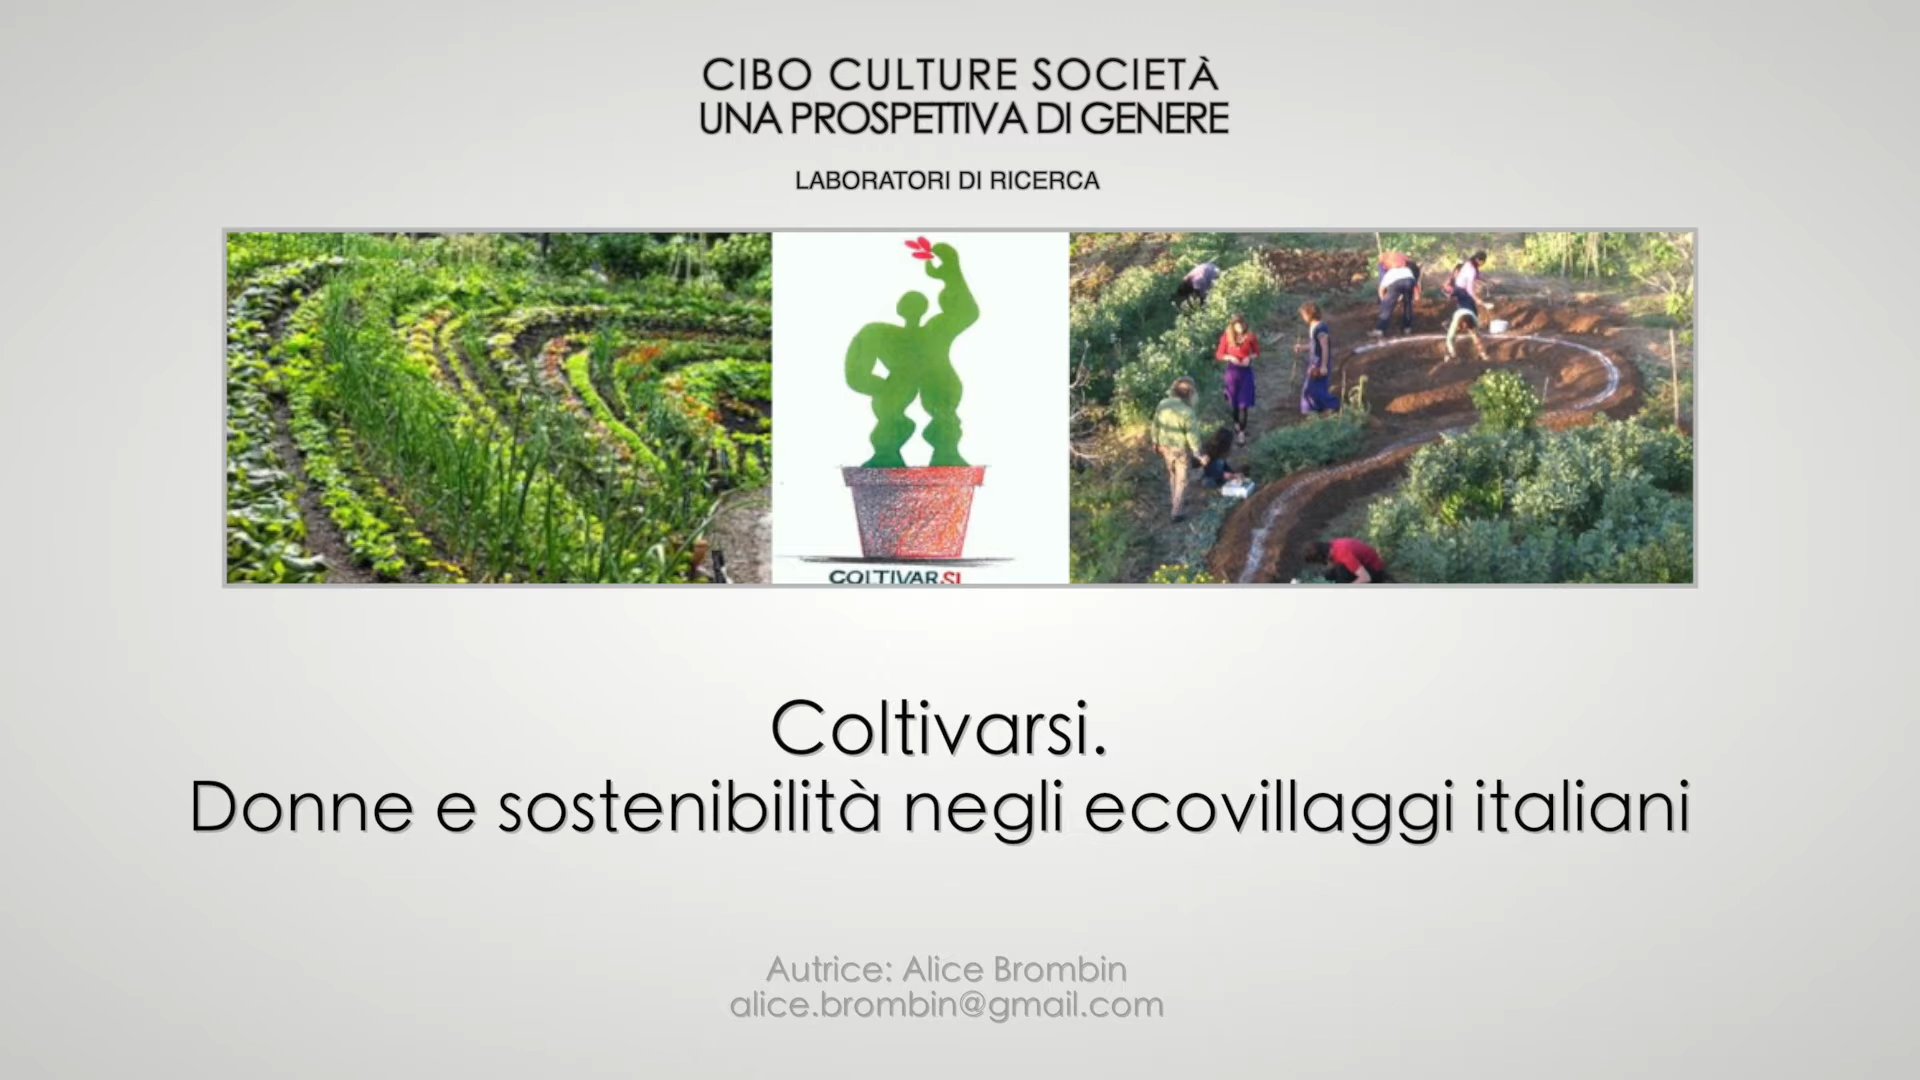 CIBO CULTURE SOCIETÀ
UNA PROSPETTIVA DI GENERE
LABORATORI DI RICERCA
COLTIVARSI
Coltivarsi.
Donne e sostenibilità negli ecovillaggi italiani
Autrice: Alice Brombin
alice.brombin@gmail.com